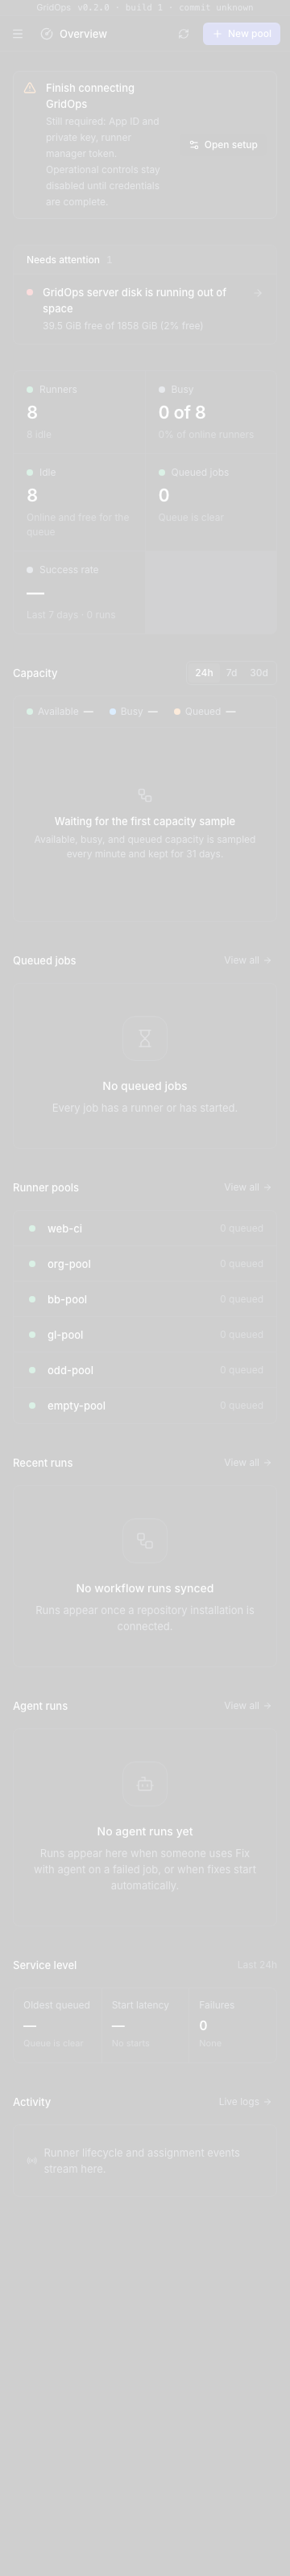 GridOps v0.2.0 · build 1 · commit unknown
Overview
New pool
Finish connecting
GridOps
Still required: App ID and
private key, runner
manager token.
Operational controls stay
disabled until credentials
are complete.
Open setup
Needs attention 1
GridOps server disk is running out of
space
39.5 GiB free of 1858 GiB (2% free)
Runners
8
8 idle
Busy
0 of 8
0% of online runners
Idle
8
Online and free for the
queue
Queued jobs
0
Queue is clear
Success rate
—
Last 7 days · 0 runs
Capacity
24h 7d 30d
Available — Busy — Queued —
Waiting for the first capacity sample
Available, busy, and queued capacity is sampled
every minute and kept for 31 days.
Queued jobs
View all →
No queued jobs
Every job has a runner or has started.
Runner pools
View all →
web-ci 0 queued
org-pool 0 queued
bb-pool 0 queued
gl-pool 0 queued
odd-pool 0 queued
empty-pool 0 queued
Recent runs
View all →
No workflow runs synced
Runs appear once a repository installation is
connected.
Agent runs
View all →
No agent runs yet
Runs appear here when someone uses Fix
with agent on a failed job, or when fixes start
automatically.
Service level
Last 24h
Oldest queued
—
Queue is clear
Start latency
—
No starts
Failures
0
None
Activity
Live logs →
Runner lifecycle and assignment events
stream here.